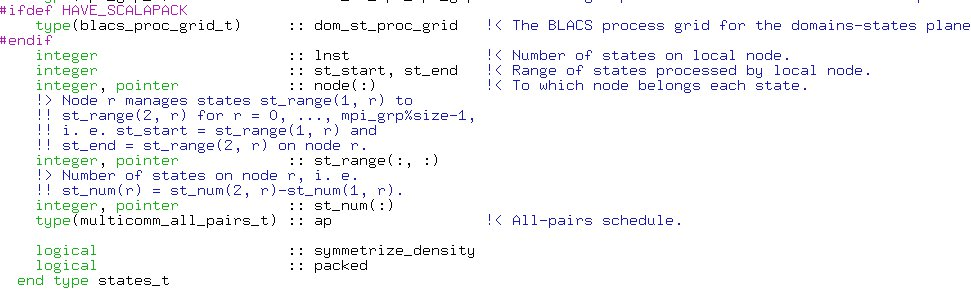 #ifdef HAVE_SCALAPACK
    type(blacs_proc_grid_t)     :: dom_st_proc_grid   !< The BLACS process grid for the domains-states plane
#endif
    integer                     :: lnst               !< Number of states on local node.
    integer                     :: st_start, st_end   !< Range of states processed by local node.
    integer, pointer            :: node(:)            !< To which node belongs each state.
    !> Node r manages states st_range(1, r) to
    !! st_range(2, r) for r = 0, ..., mpi_grp%size-1,
    !! i. e. st_start = st_range(1, r) and
    !! st_end = st_range(2, r) on node r.
    integer, pointer            :: st_range(:, :)
    !> Number of states on node r, i. e.
    !! st_num(r) = st_num(2, r)-st_num(1, r).
    integer, pointer            :: st_num(:)
    type(multicomm_all_pairs_t) :: ap                 !< All-pairs schedule.
    logical                     :: symmetrize_density
    logical                     :: packed
  end type states_t